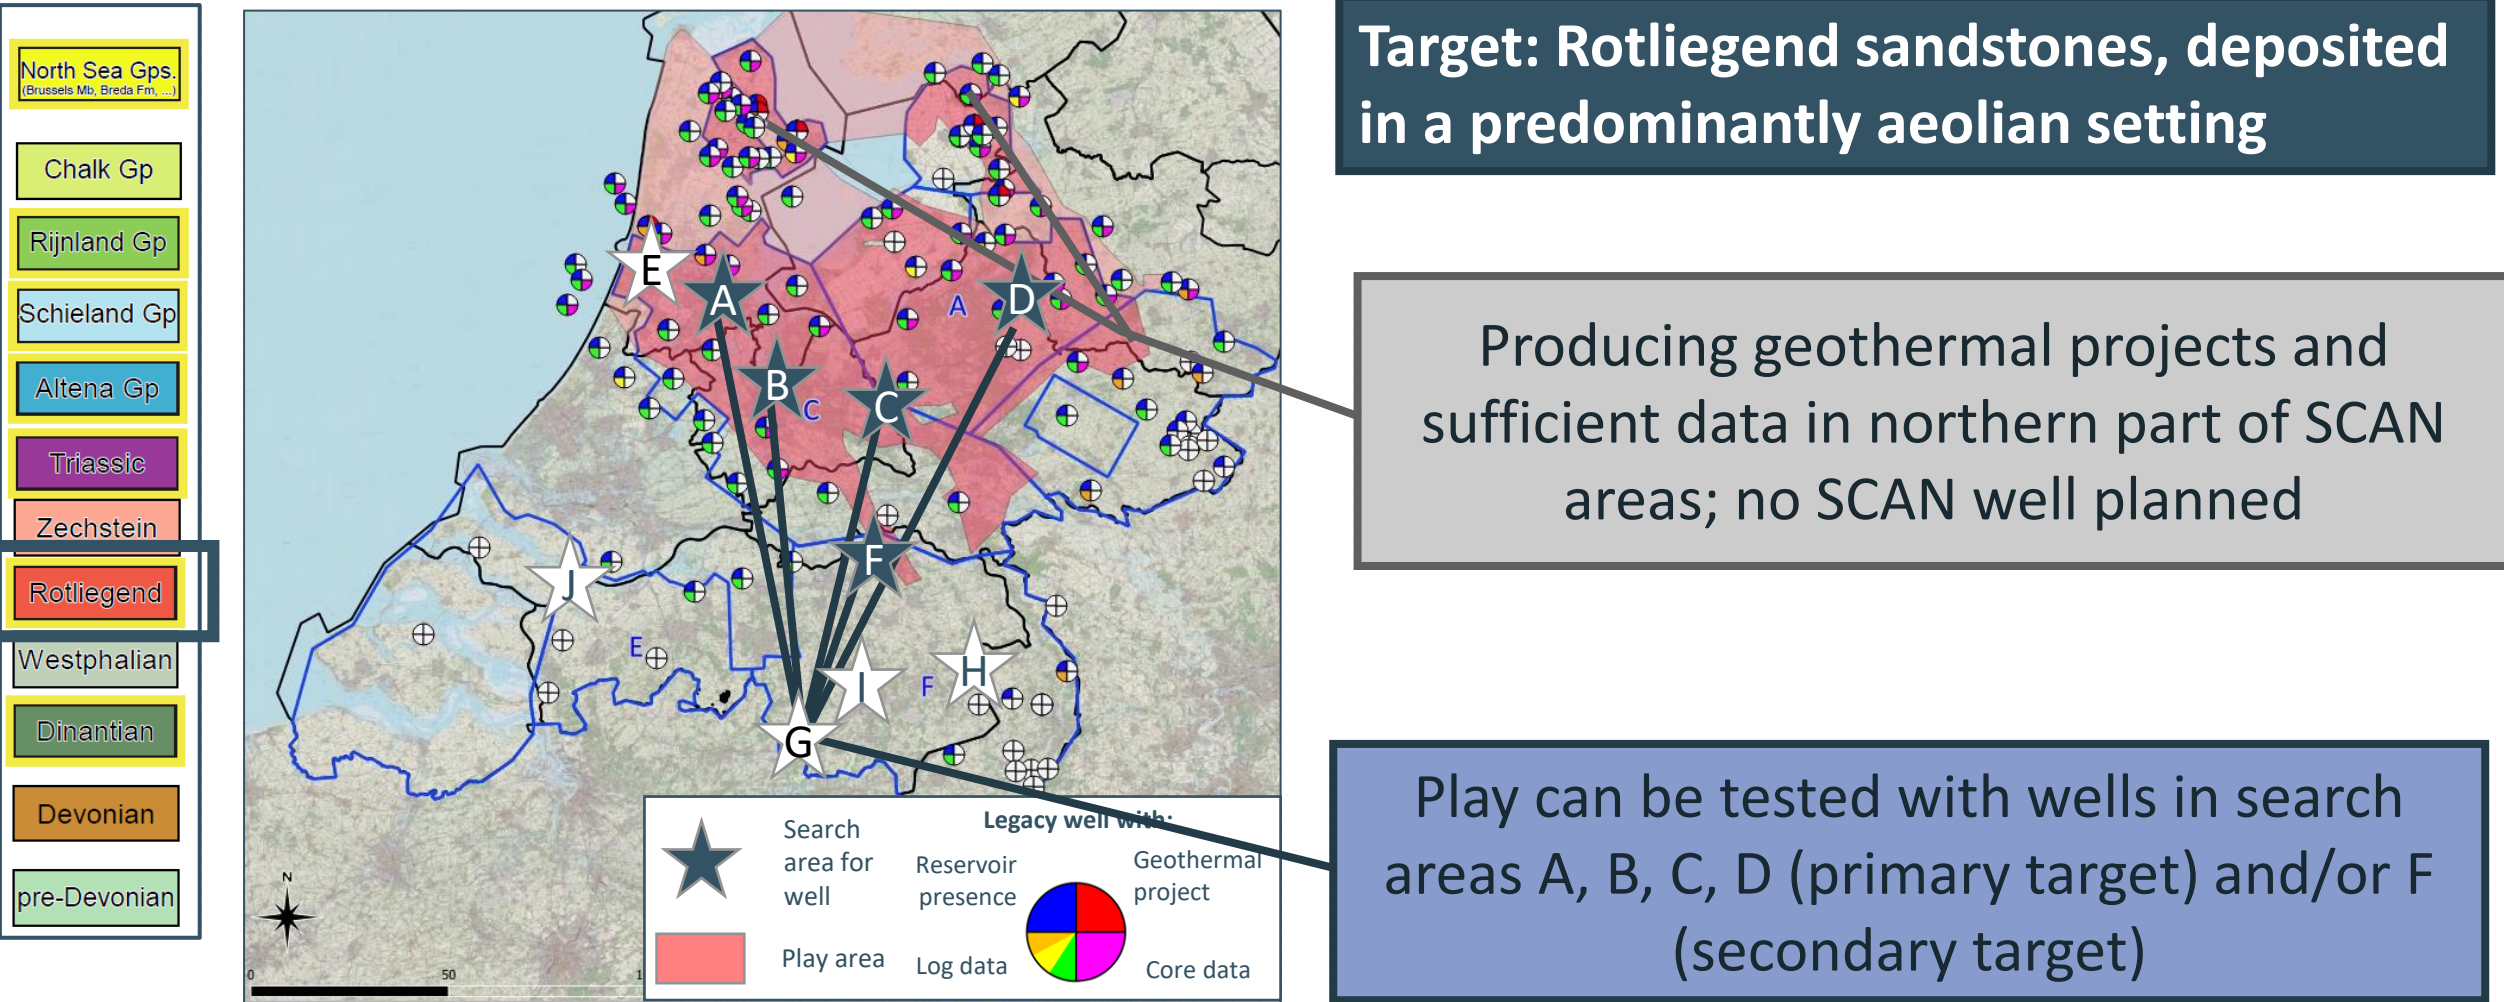 North Sea Gps.
(Brussels Mb, Breda Fm, ...)
Chalk Gp
Rijnland Gp
Schieland Gp
Altena Gp
Triassic
Zechstein
Rotliegend
Westphalian
Dinantian
Devonian
pre-Devonian
E
A
D
A
B
C
C
F
J
E
I
F
H
G
N
0
50
1
Search
area for
well
Play area
Legacy well with:
Reservoir
presence
Geothermal
project
Log data
Core data
Target: Rotliegend sandstones, deposited
in a predominantly aeolian setting
Producing geothermal projects and
sufficient data in northern part of SCAN
areas; no SCAN well planned
Play can be tested with wells in search
areas A, B, C, D (primary target) and/or F
(secondary target)